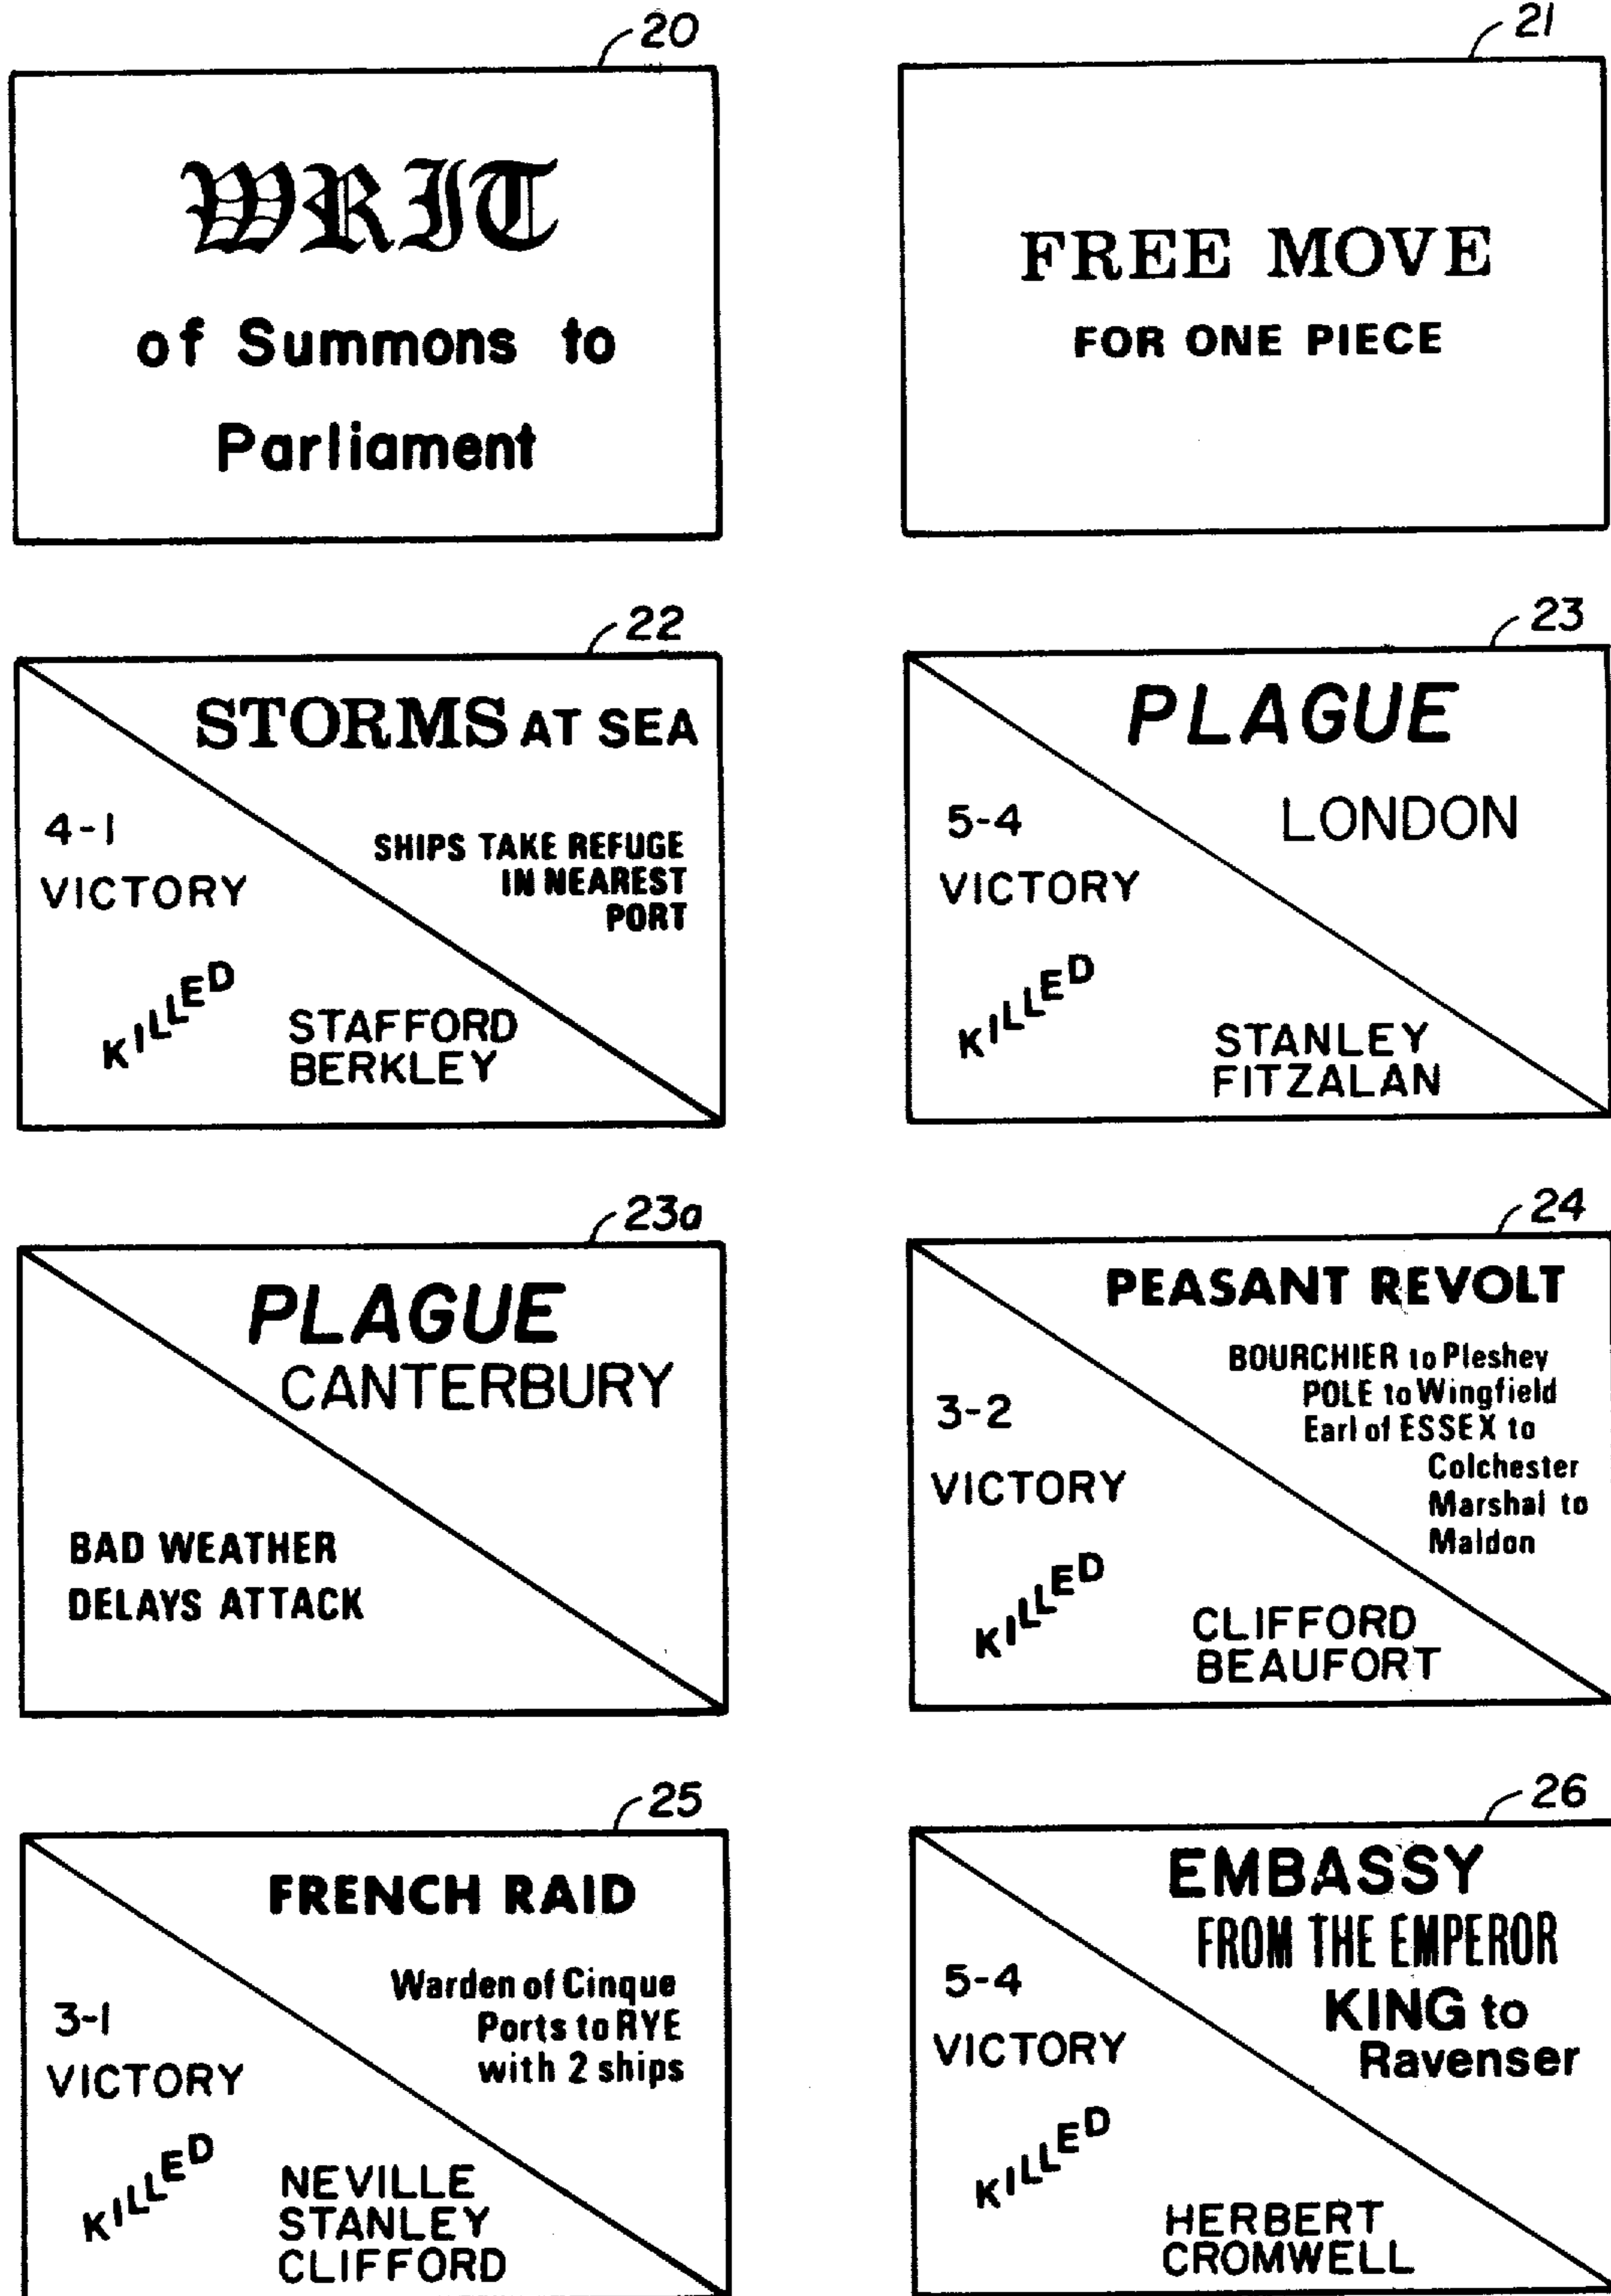 20
WRIT
of Summons to
Parliament
21
FREE MOVE
FOR ONE PIECE
22
STORMS AT SEA
SHIPS TAKE REFUGE
IN NEAREST
PORT
4-1
VICTORY
KILLED
STAFFORD
BERKLEY
23
PLAGUE
LONDON
5-4
VICTORY
KILLED
STANLEY
FITZALAN
23a
PLAGUE
CANTERBURY
BAD WEATHER
DELAYS ATTACK
24
PEASANT REVOLT
BOURCHIER to Pleshey
POLE to Wingfield
Earl of ESSEX to
Colchester
Marshal to
Maldon
3-2
VICTORY
KILLED
CLIFFORD
BEAUFORT
25
FRENCH RAID
Warden of Cinque
Ports to RYE
with 2 ships
3-1
VICTORY
KILLED
NEVILLE
STANLEY
CLIFFORD
26
EMBASSY
FROM THE EMPEROR
KING to
Ravenser
5-4
VICTORY
KILLED
HERBERT
CROMWELL